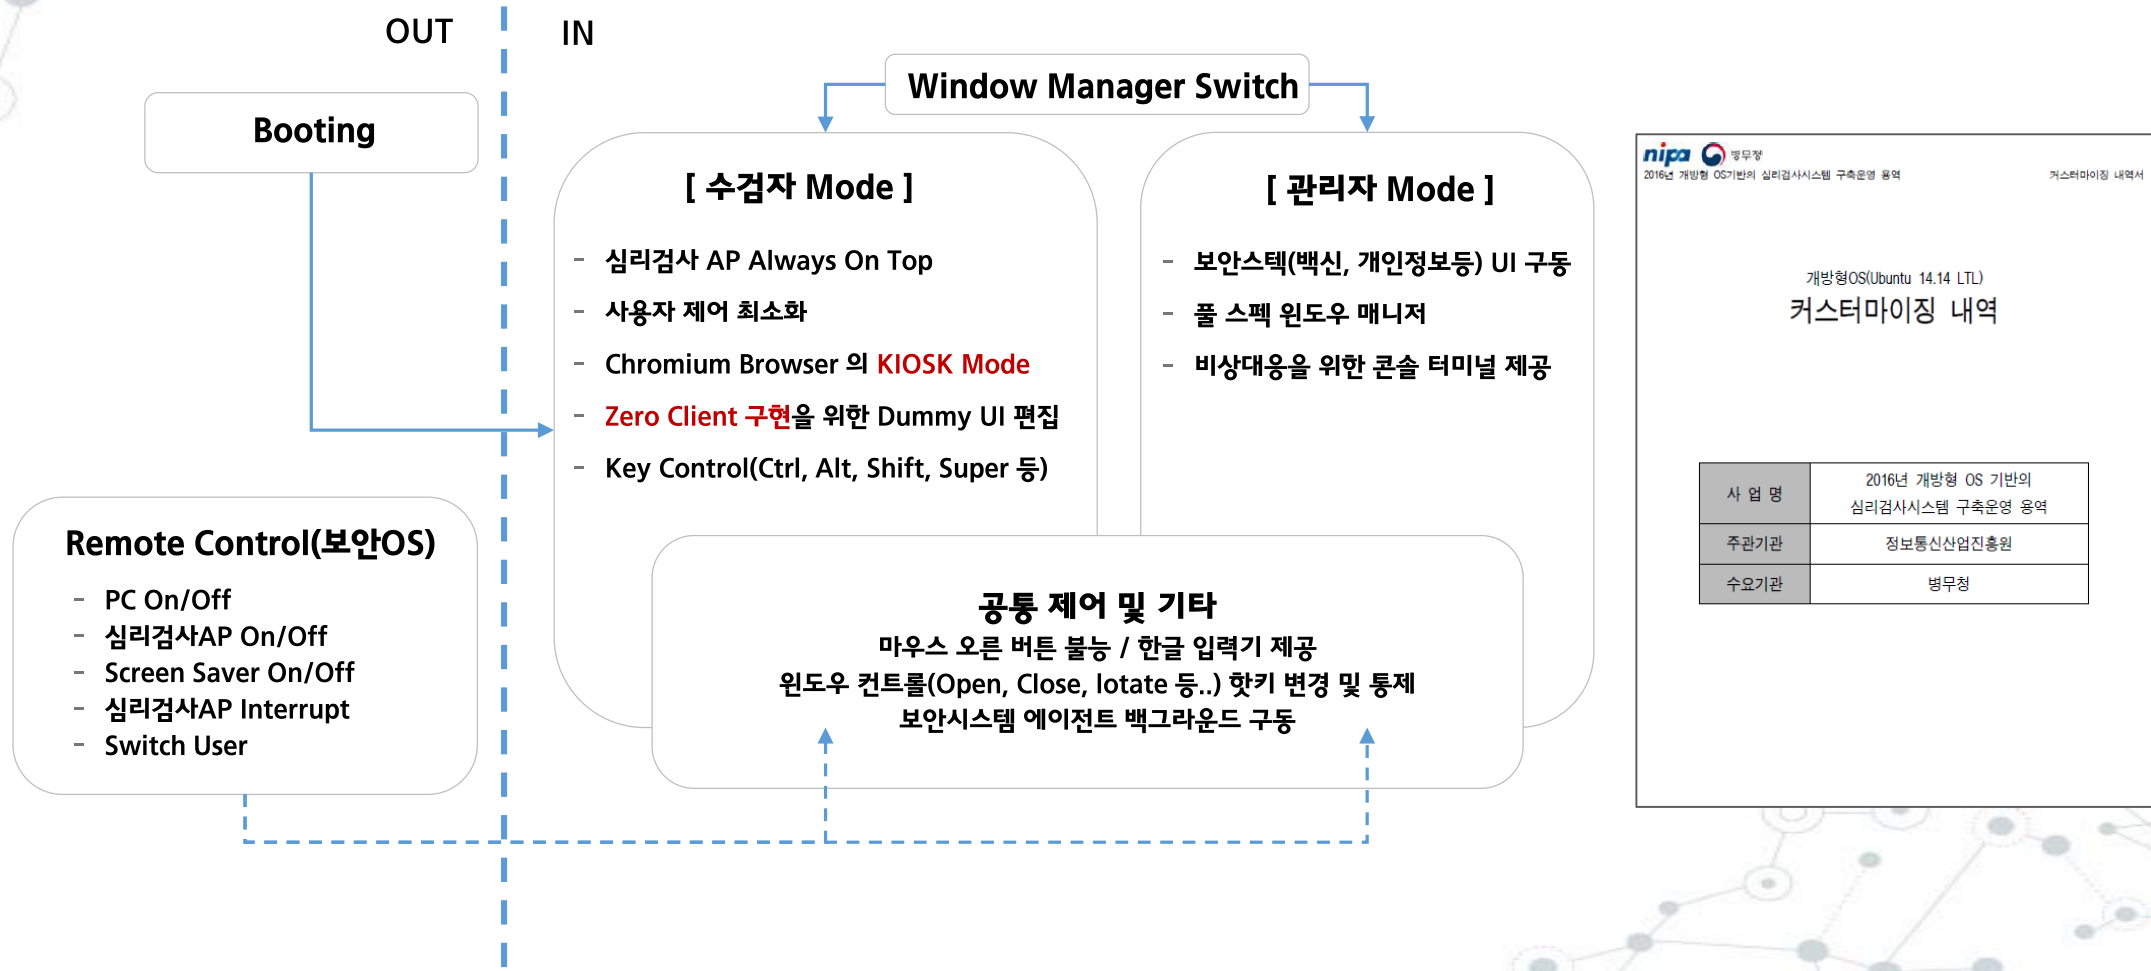 OUT
IN
Window Manager Switch
Booting
[ 수검자 Mode ]
- 심리검사 AP Always On Top
- 사용자 제어 최소화
- Chromium Browser 의 KIOSK Mode
- Zero Client 구현을 위한 Dummy UI 편집
- Key Control(Ctrl, Alt, Shift, Super 등)
[ 관리자 Mode ]
- 보안스텍(백신, 개인정보등) UI 구동
- 풀 스펙 윈도우 매니저
- 비상대응을 위한 콘솔 터미널 제공
Remote Control(보안OS)
- PC On/Off
- 심리검사AP On/Off
- Screen Saver On/Off
- 심리검사AP Interrupt
- Switch User
공통 제어 및 기타
마우스 오른 버튼 불능 / 한글 입력기 제공
윈도우 컨트롤(Open, Close, lotate 등..) 핫키 변경 및 통제
보안시스템 에이전트 백그라운드 구동
nipa 병무청
2016년 개방형 OS기반의 심리검사시스템 구축운영 용역
커스터마이징 내역서
개방형OS(Ubuntu 14.14 LTL)
커스터마이징 내역
사 업 명
2016년 개방형 OS 기반의
심리검사시스템 구축운영 용역
주관기관
정보통신산업진흥원
수요기관
병무청